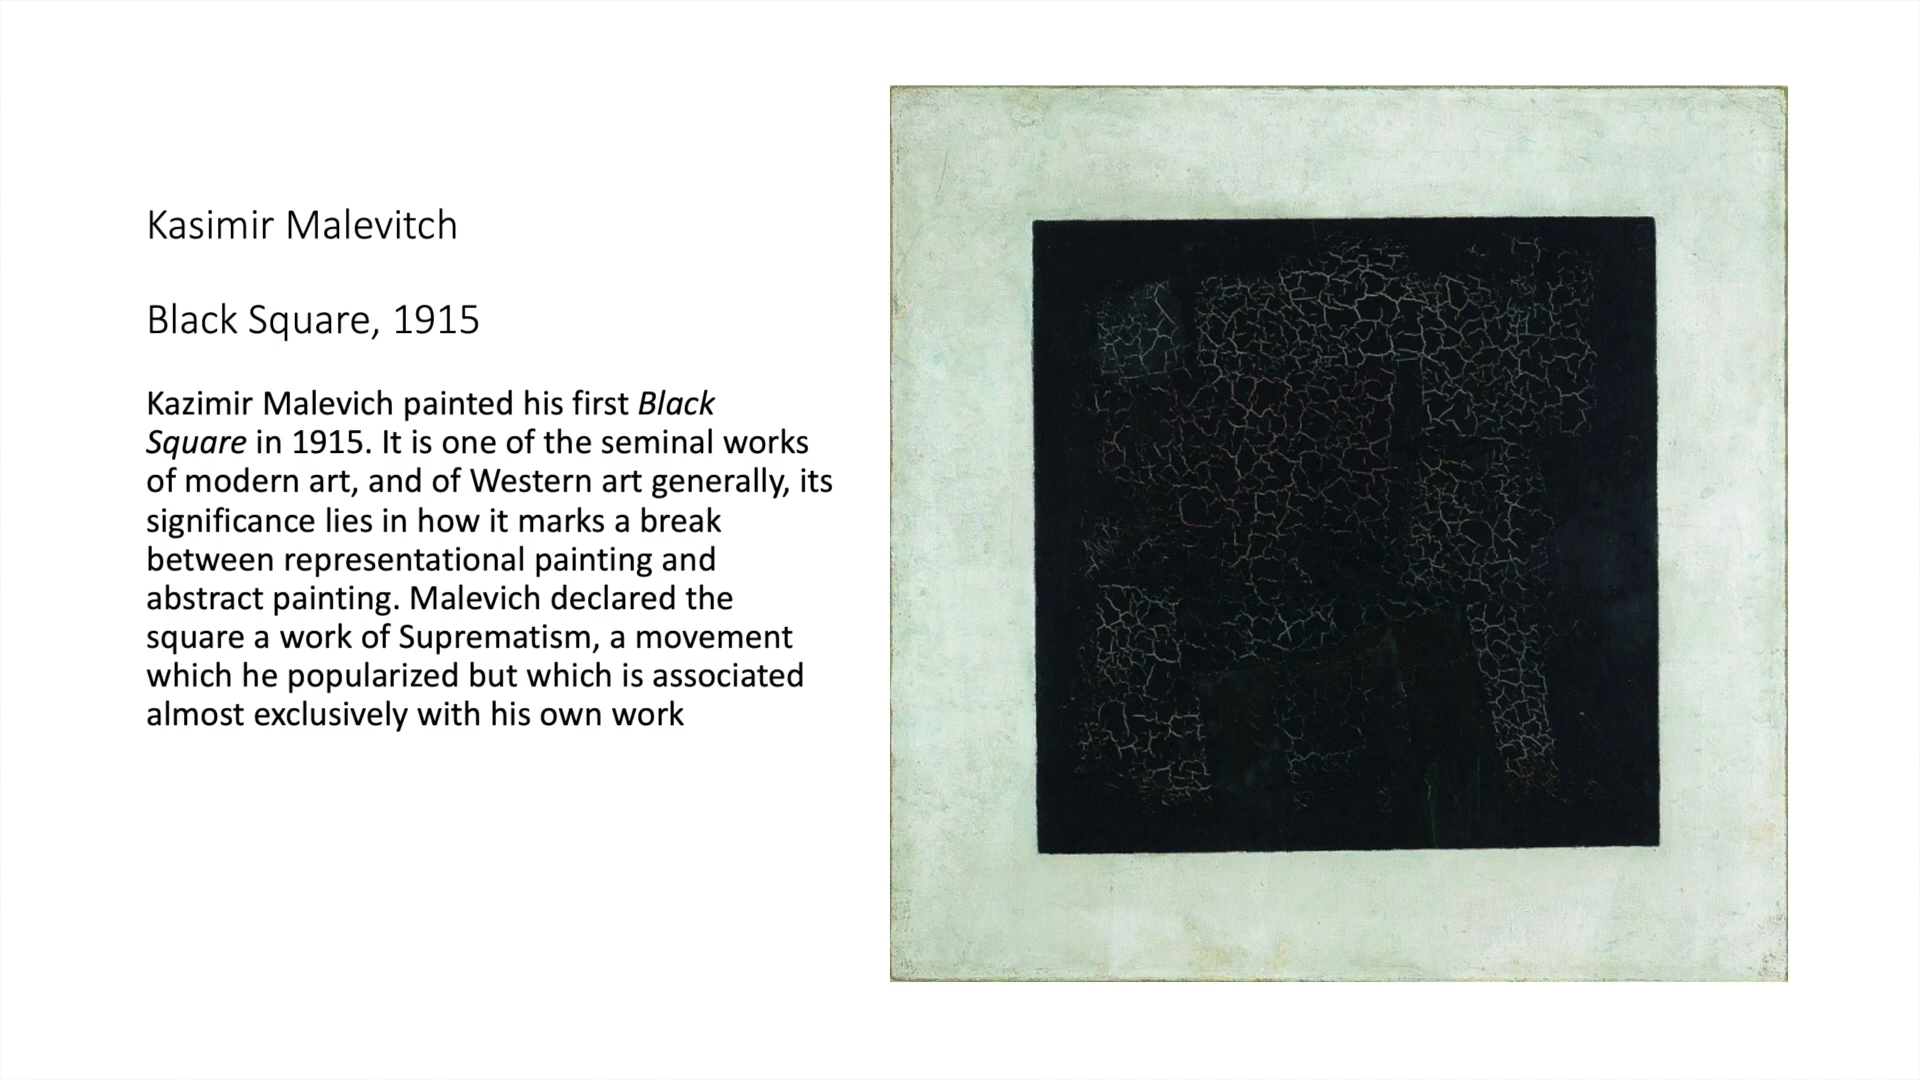 Kasimir Malevitch
Black Square, 1915
Kazimir Malevich painted his first Black
Square in 1915. It is one of the seminal works
of modern art, and of Western art generally, its
significance lies in how it marks a break
between representational painting and
abstract painting. Malevich declared the
square a work of Suprematism, a movement
which he popularized but which is associated
almost exclusively with his own work